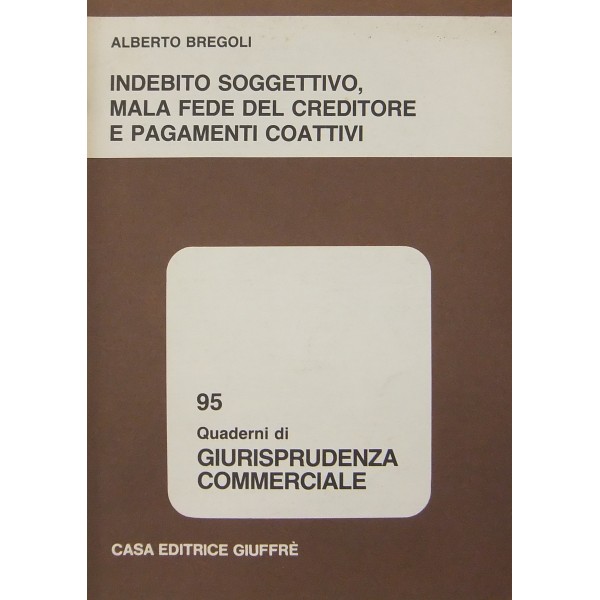 ALBERTO BREGOLI
INDEBITO SOGGETTIVO,
MALA FEDE DEL CREDITORE
E PAGAMENTI COATTIVI
95
Quaderni di
GIURISPRUDENZA
COMMERCIALE
CASA EDITRICE GIUFFRÈ